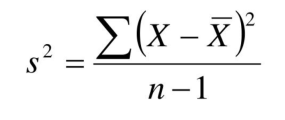 s² = ∑(X − X̅)² / n − 1